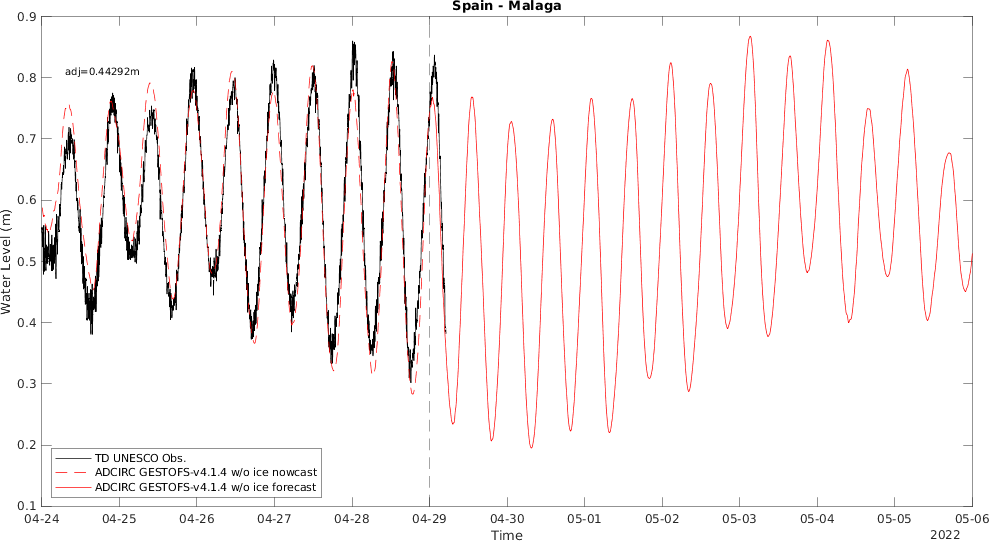 Spain - Malaga
adj=0.44292m
Water Level (m)
0.9
0.8
0.7
0.6
0.5
0.4
0.3
0.2
0.1
TD UNESCO Obs.
ADCIRC GESTOFS-v4.1.4 w/o ice nowcast
ADCIRC GESTOFS-v4.1.4 w/o ice forecast
04-24 04-25 04-26 04-27 04-28 04-29 04-30 05-01 05-02 05-03 05-04 05-05 05-06
Time
2022